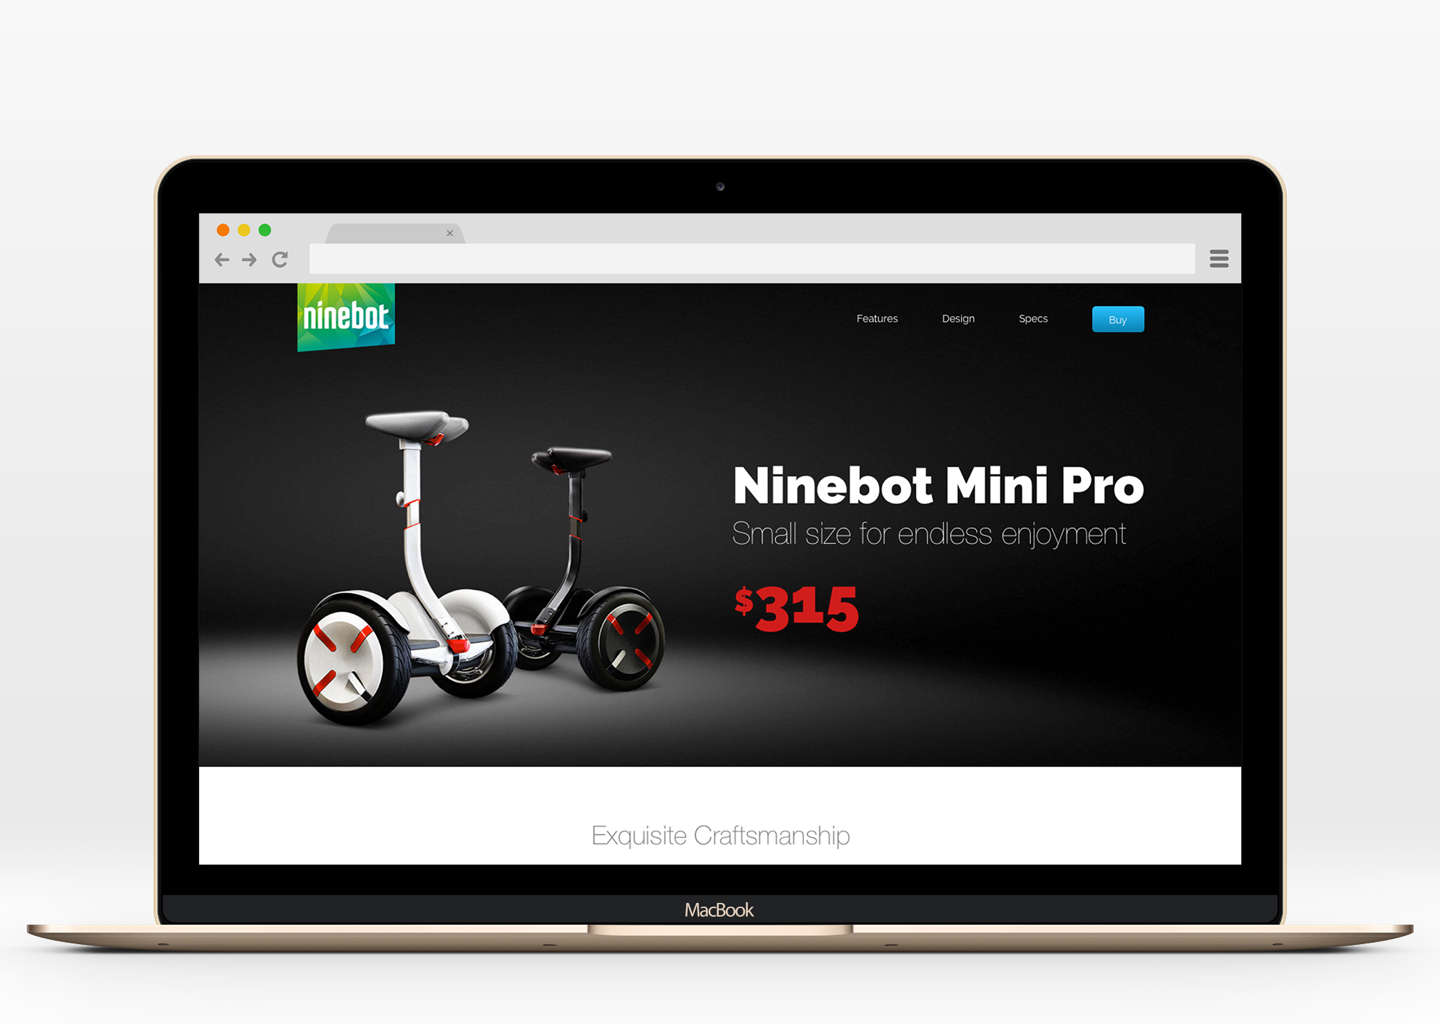 ninebot
Features Design Specs Buy
Ninebot Mini Pro
Small size for endless enjoyment
$315
Exquisite Craftsmanship
MacBook